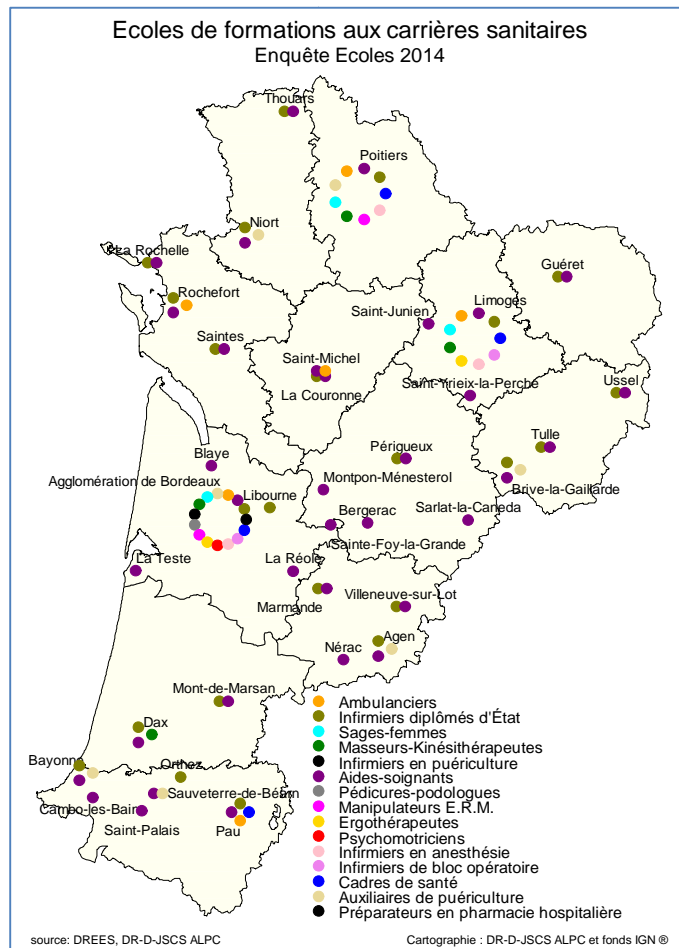 Ecoles de formations aux carrières sanitaires
Enquête Ecoles 2014
Thouars
Poitiers
Niort
La Rochelle
Guéret
Rochefort
Limoges
Saint-Junien
Saintes
Saint-Michel
La Couronne
Saint-Yrieix-la-Perche
Ussel
Tulle
Périgueux
Blaye
Agglomération de Bordeaux
Libourne
Montpon-Ménesterol
Brive-la-Gaillarde
Bergerac
Sarlat-la-Caneda
Sainte-Foy-la-Grande
La Teste
La Réole
Marmande
Villeneuve-sur-Lot
Agen
Nérac
Mont-de-Marsan
Dax
Bayonne
Orthez
Sauveterre-de-Béarn
Cambo-les-Bains
Saint-Palais
Pau
Ambulanciers
Infirmiers diplômés d'État
Sages-femmes
Masseurs-Kinésithérapeutes
Infirmiers en puériculture
Aides-soignants
Pédicures-podologues
Manipulateurs E.R.M.
Ergothérapeutes
Psychomotriciens
Infirmiers en anesthésie
Infirmiers de bloc opératoire
Cadres de santé
Auxiliaires de puériculture
Préparateurs en pharmacie hospitalière
source: DREES, DR-D-JSCS ALPC
Cartographie : DR-D-JSCS ALPC et fonds IGN ®